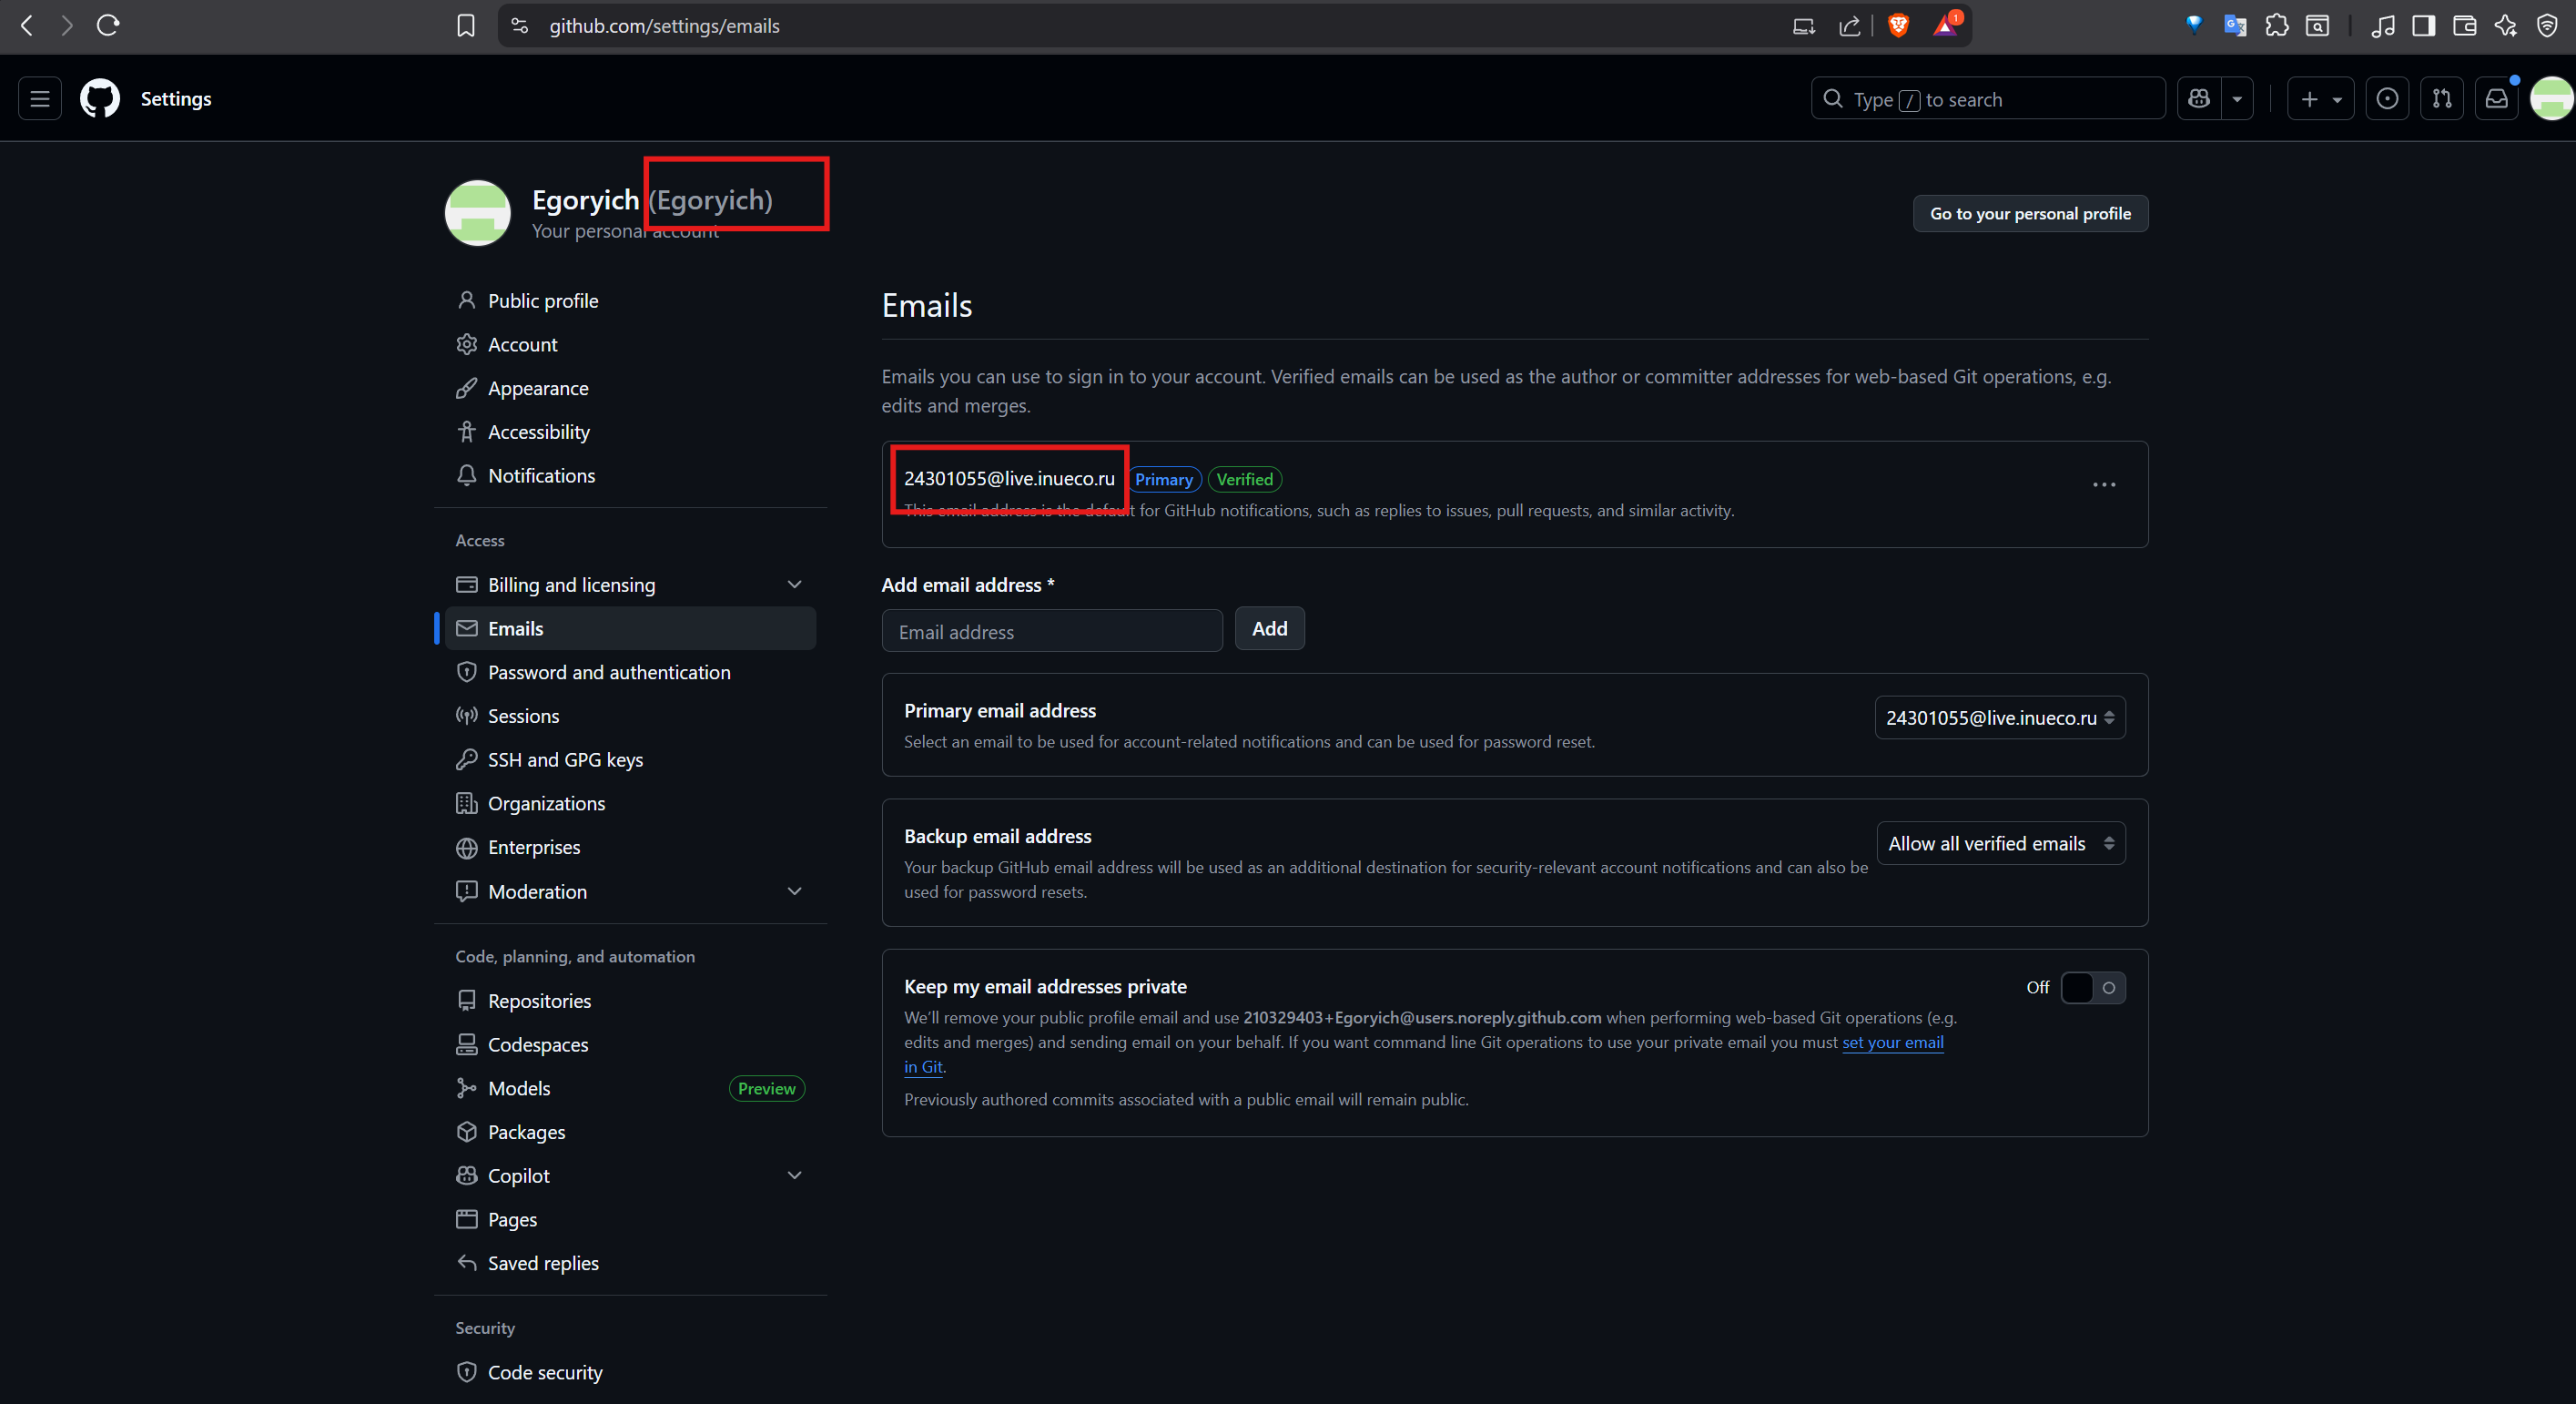 github.com/settings/emails
1
Settings
Type / to search
Egoryich (Egoryich)
Your personal account
Go to your personal profile
Public profile
Account
Appearance
Accessibility
Notifications
Access
Billing and licensing
Emails
Password and authentication
Sessions
SSH and GPG keys
Organizations
Enterprises
Moderation
Code, planning, and automation
Repositories
Codespaces
Models Preview
Packages
Copilot
Pages
Saved replies
Security
Code security
Emails
Emails you can use to sign in to your account. Verified emails can be used as the author or committer addresses for web-based Git operations, e.g.
edits and merges.
24301055@live.inueco.ru Primary Verified
This email address is the default for GitHub notifications, such as replies to issues, pull requests, and similar activity.
Add email address *
Email address Add
Primary email address
24301055@live.inueco.ru
Select an email to be used for account-related notifications and can be used for password reset.
Backup email address
Allow all verified emails
Your backup GitHub email address will be used as an additional destination for security-relevant account notifications and can also be
used for password resets.
Keep my email addresses private
Off
We'll remove your public profile email and use 210329403+Egoryich@users.noreply.github.com when performing web-based Git operations (e.g.
edits and merges) and sending email on your behalf. If you want command line Git operations to use your private email you must set your email
in Git.
Previously authored commits associated with a public email will remain public.